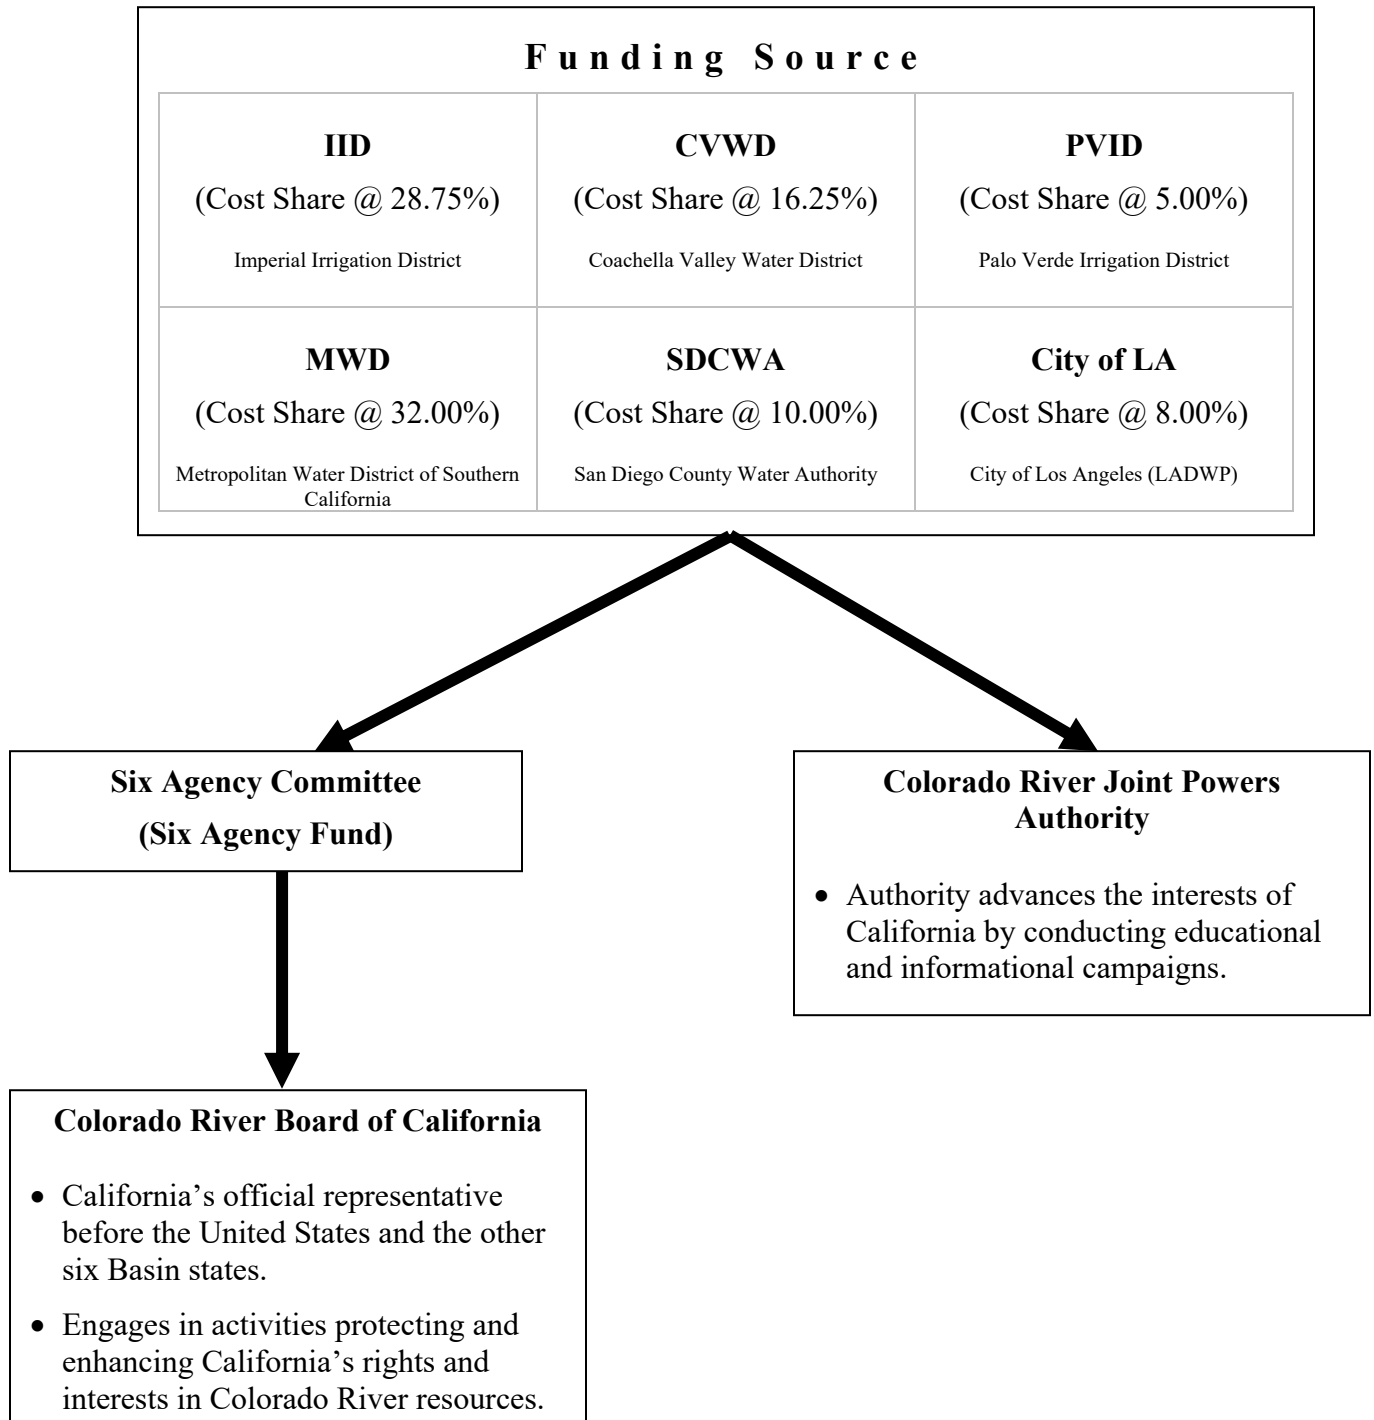 Funding Source
IID
(Cost Share @ 28.75%)
Imperial Irrigation District
CVWD
(Cost Share @ 16.25%)
Coachella Valley Water District
PVID
(Cost Share @ 5.00%)
Palo Verde Irrigation District
MWD
(Cost Share @ 32.00%)
Metropolitan Water District of Southern
California
SDCWA
(Cost Share @ 10.00%)
San Diego County Water Authority
City of LA
(Cost Share @ 8.00%)
City of Los Angeles (LADWP)
Six Agency Committee
(Six Agency Fund)
Colorado River Joint Powers
Authority
• Authority advances the interests of
California by conducting educational
and informational campaigns.
Colorado River Board of California
• California’s official representative
before the United States and the other
six Basin states.
• Engages in activities protecting and
enhancing California’s rights and
interests in Colorado River resources.